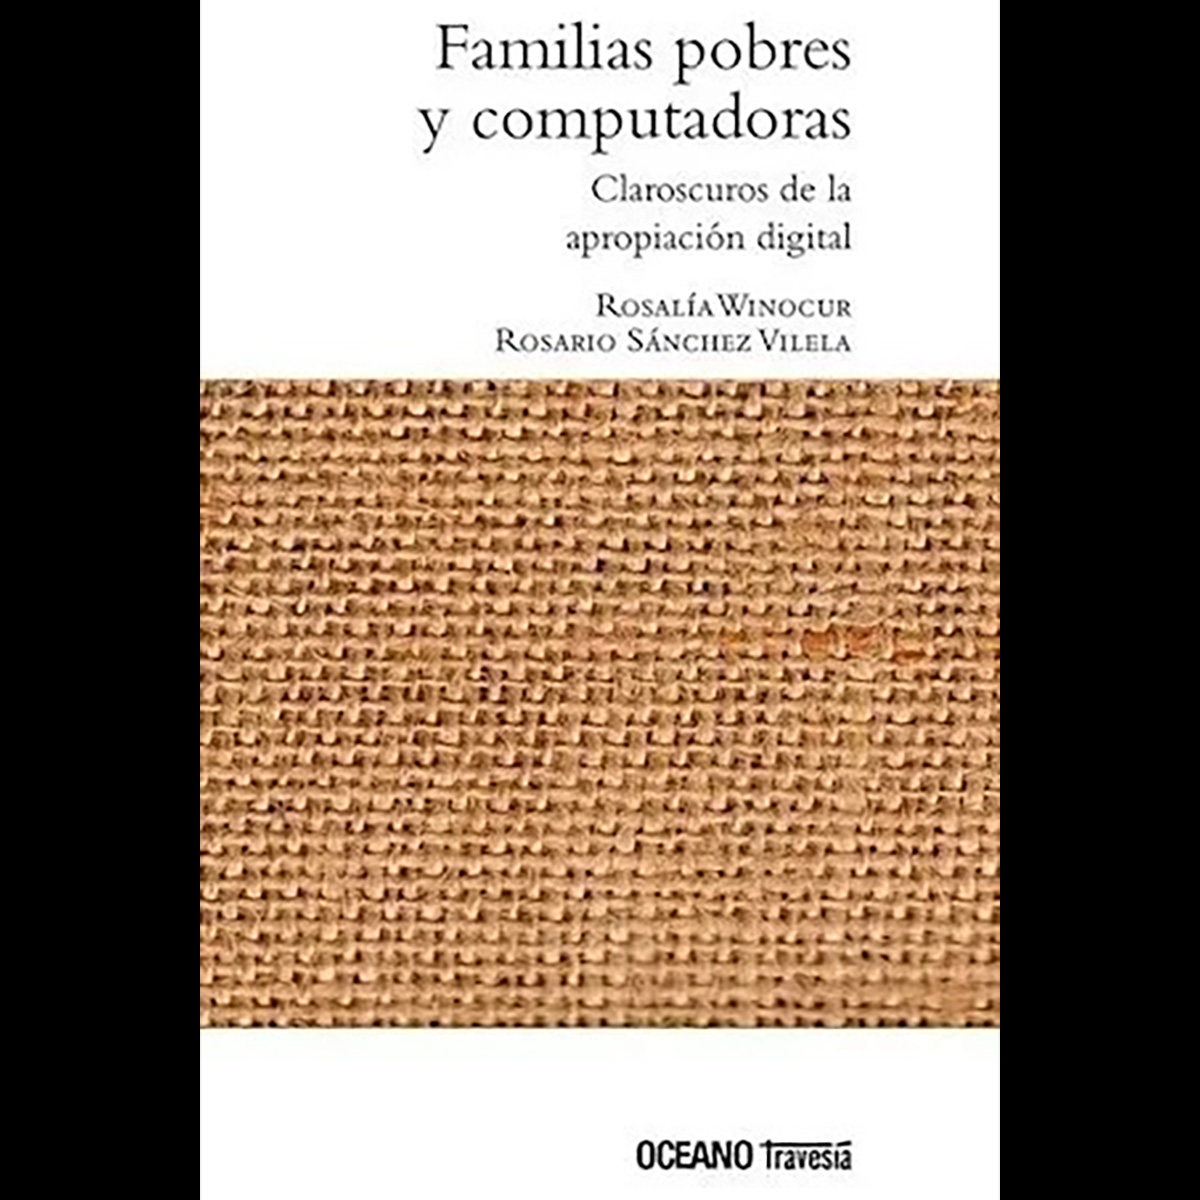 Familias pobres
y computadoras
Claroscuros de la
apropiación digital
ROSALÍA WINOCUR
ROSARIO SÁNCHEZ VILELA
OCEANO Travesía